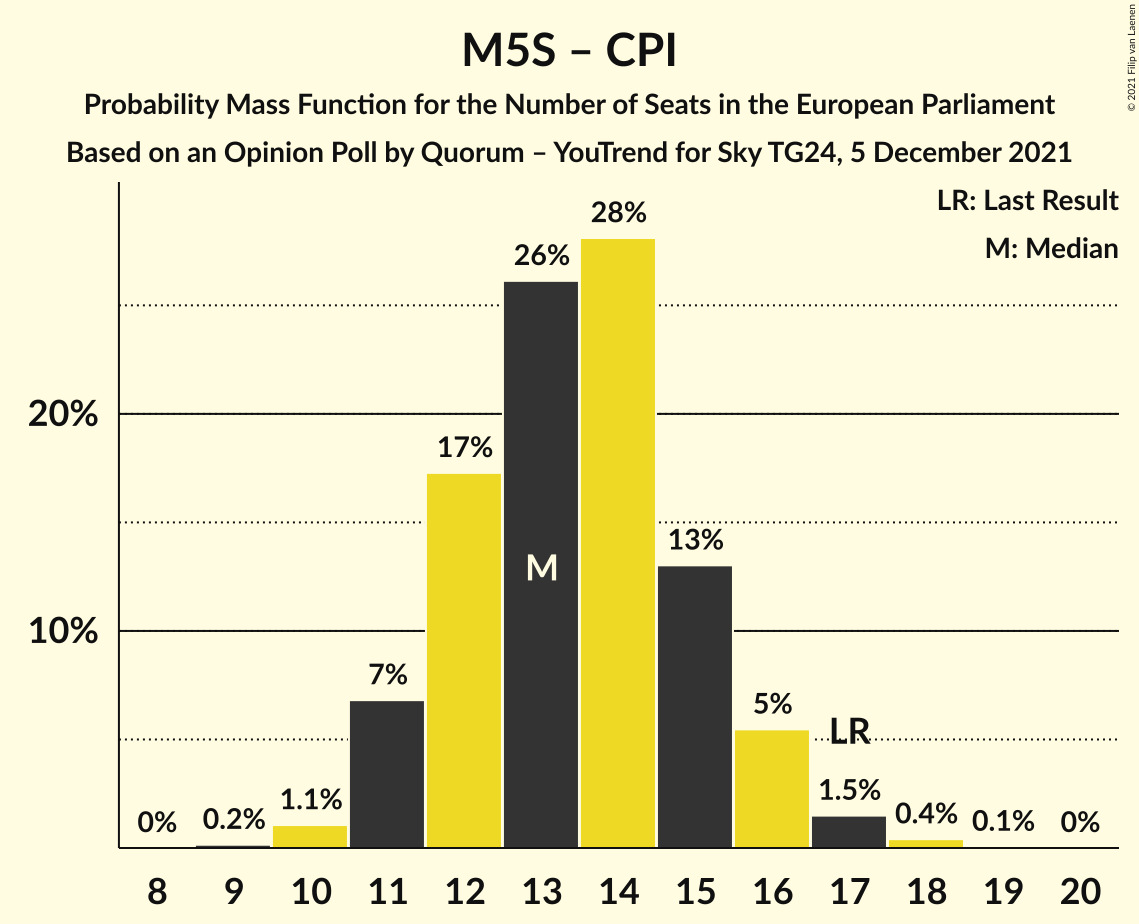 M5S – CPI
Probability Mass Function for the Number of Seats in the European Parliament
Based on an Opinion Poll by Quorum – YouTrend for Sky TG24, 5 December 2021
© 2021 Filip van Laenen
LR: Last Result
M: Median
28%
26%
20%
17%
13%
M
10%
7%
5%
LR
1.5%
1.1%
0.4%
0.2%
0.1%
0%
0%
8 9 10 11 12 13 14 15 16 17 18 19 20